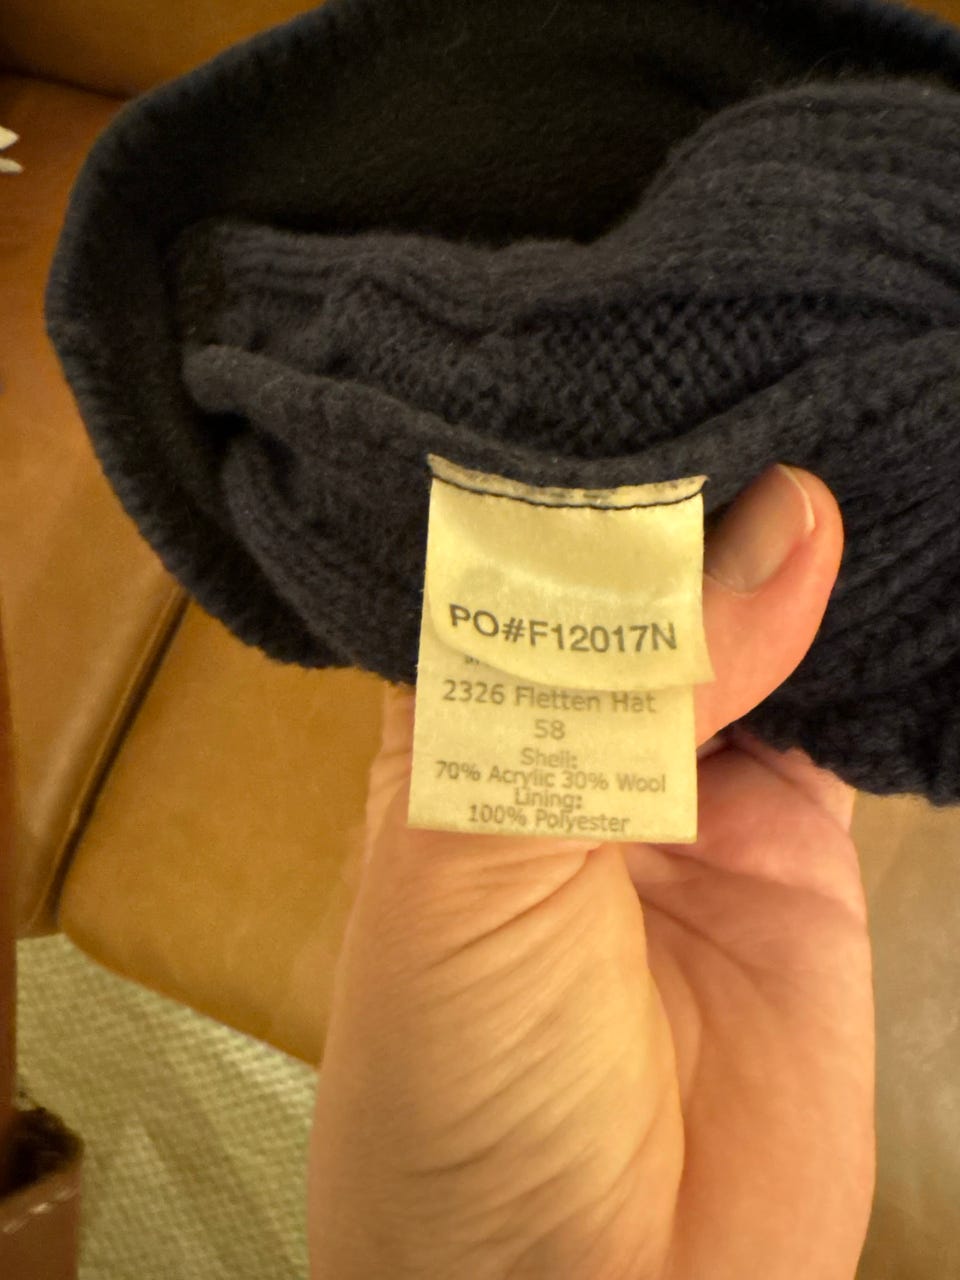 PO#F12017N
2326 Fletten Hat
58
Shell:
70% Acrylic 30% Wool
Lining:
100% Polyester